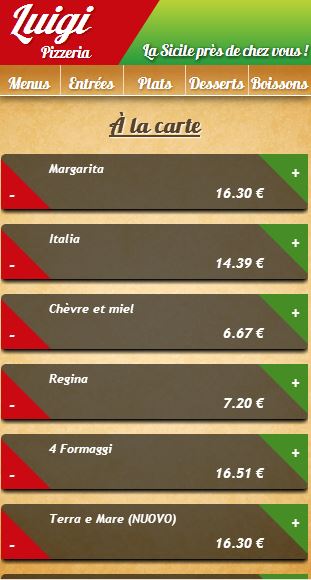 Luigi
Pizzeria
La Sicile près de chez vous !
Menus Entrées Plats Desserts Boissons
À la carte
Margarita
+
- 16.30 €
Italia
+
- 14.39 €
Chèvre et miel
+
- 6.67 €
Regina
+
- 7.20 €
4 Formaggi
+
- 16.51 €
Terra e Mare (NUOVO)
+
- 16.30 €